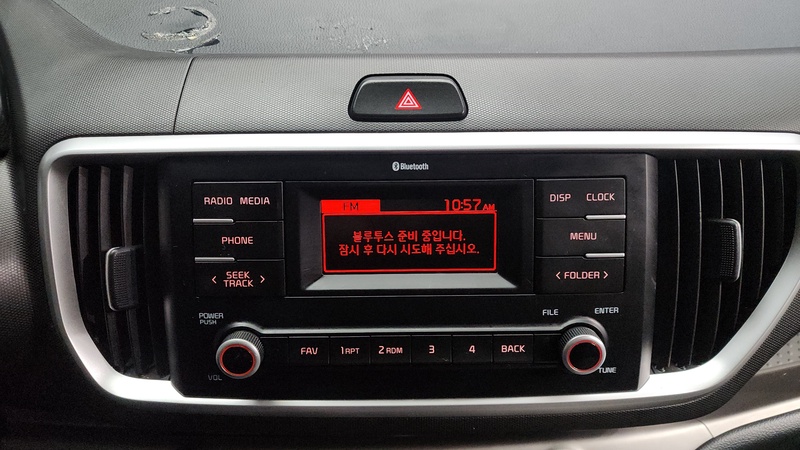 Bluetooth
RADIO MEDIA
PHONE
< SEEK TRACK >
FM 10:57 AM
블루투스 준비 중입니다.
잠시 후 다시 시도해 주십시오.
DISP CLOCK
MENU
< FOLDER >
POWER
PUSH
VOL
FAV 1 RPT 2 RDM 3 4 BACK
FILE
ENTER
TUNE